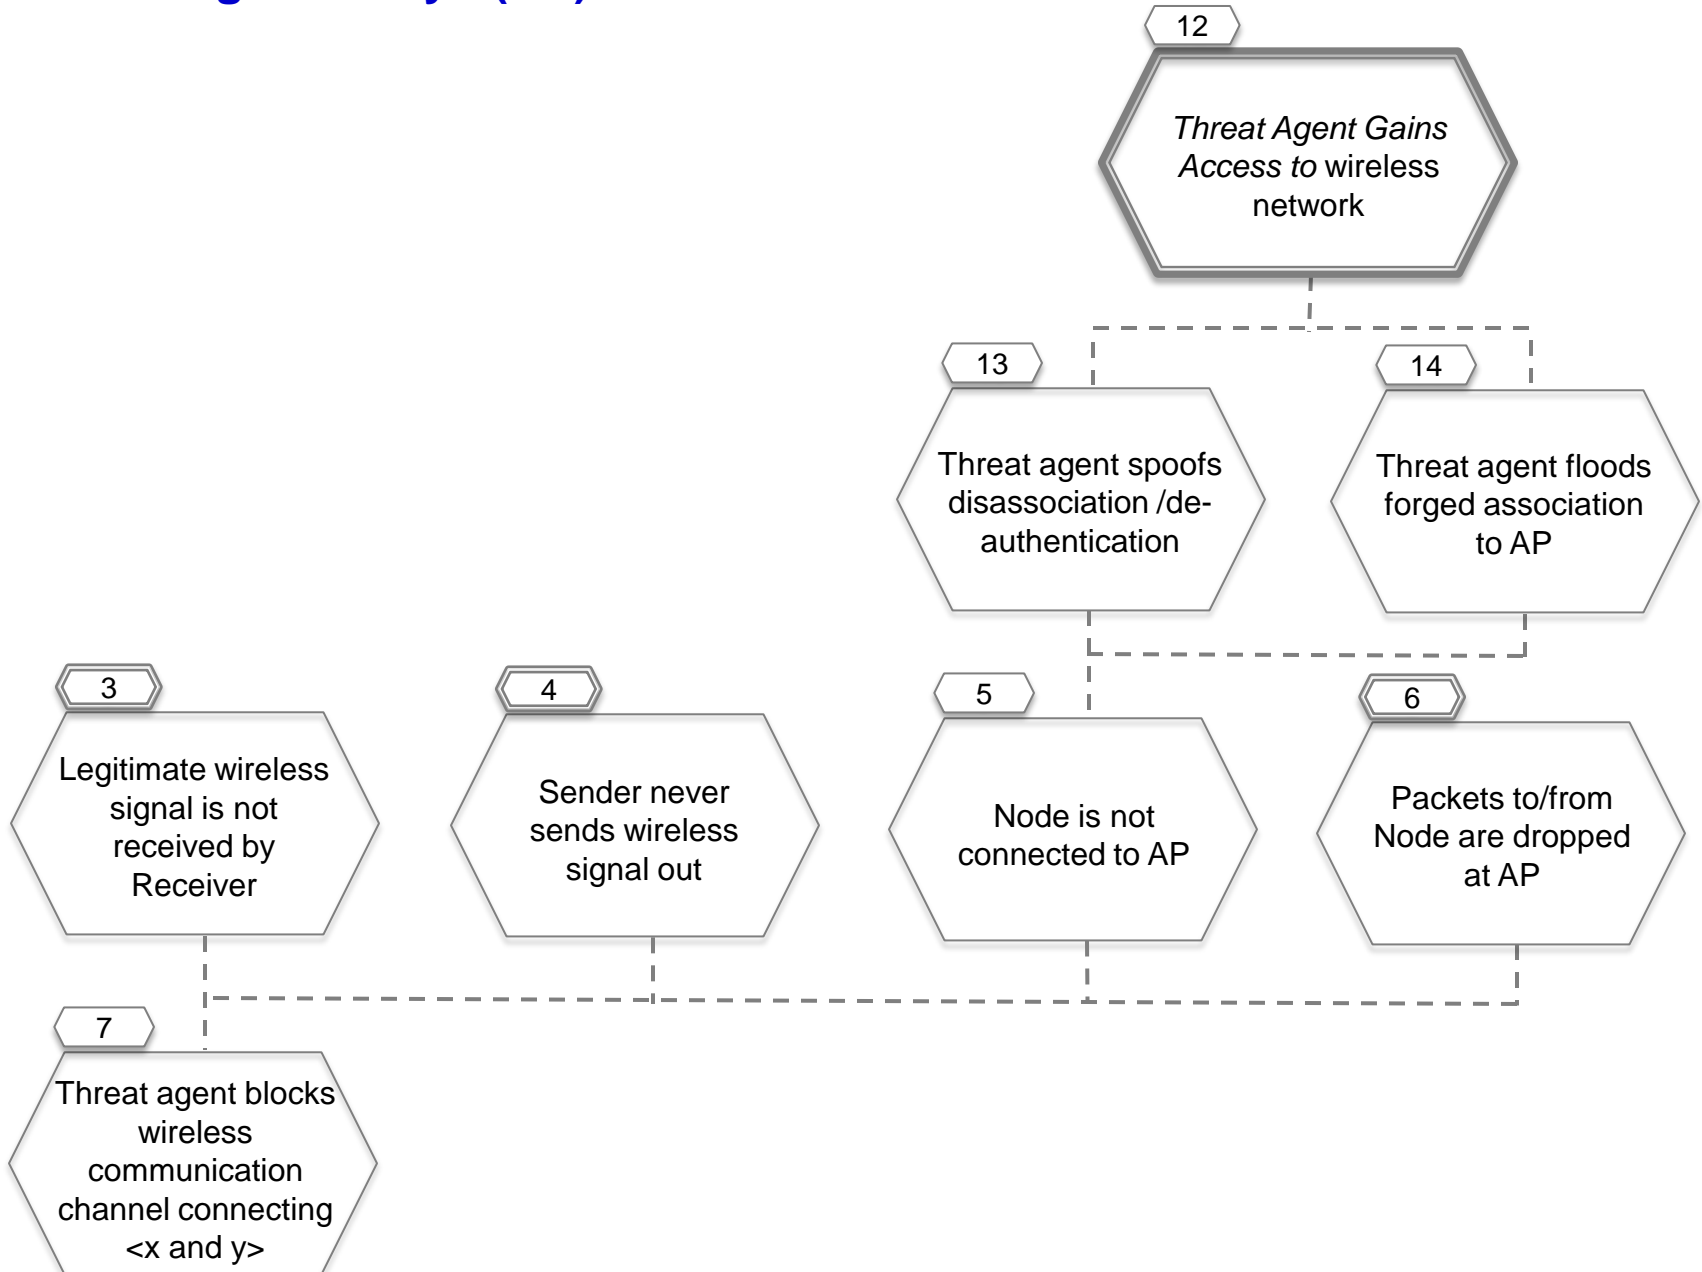 12
Threat Agent Gains
Access to wireless
network
13
Threat agent spoofs
disassociation /de-
authentication
14
Threat agent floods
forged association
to AP
3
Legitimate wireless
signal is not
received by
Receiver
4
Sender never
sends wireless
signal out
5
Node is not
connected to AP
6
Packets to/from
Node are dropped
at AP
7
Threat agent blocks
wireless
communication
channel connecting
<x and y>